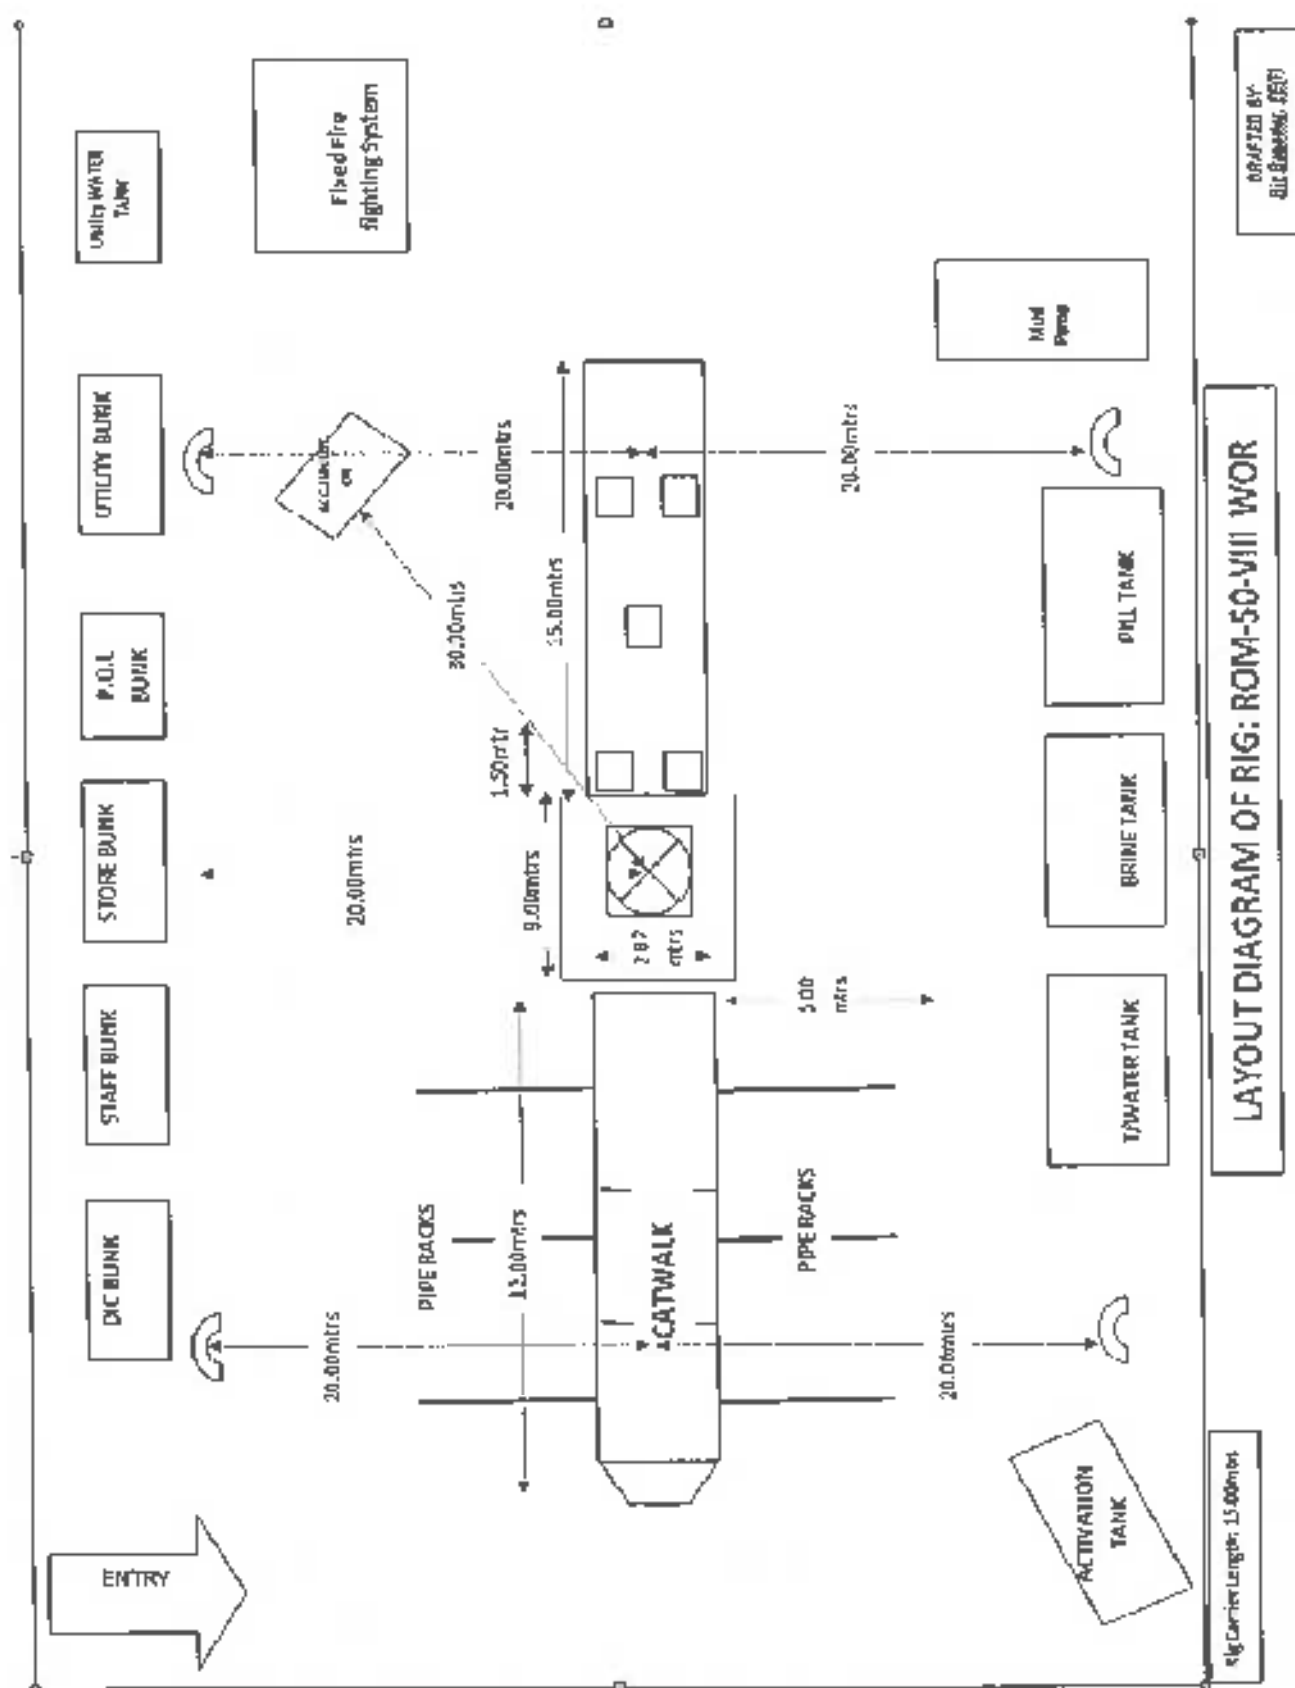 Utility WATER
TANK
Fixed Fire
fighting System
UTILITY BUNK
P.O.L
BUNK
STORE BUNK
STAFF BUNK
DIC BUNK
ENTRY
20.00mtrs
30.00mtrs
15.00mtrs
1.50mtr
9.00mtrs
20.00mtrs
20.00mtrs
mtrs
mtrs
12.00mtrs
PIPE RACKS
PIPE RACKS
CATWALK
20.00mtrs
20.00mtrs
Mud
Pump
TANK
BRINE TANK
T/WATER TANK
ACTIVATION
TANK
LAYOUT DIAGRAM OF RIG: ROM-50-VIII WOR
Rig Carrier Length: 15.00mtrs
DRAFTED BY: